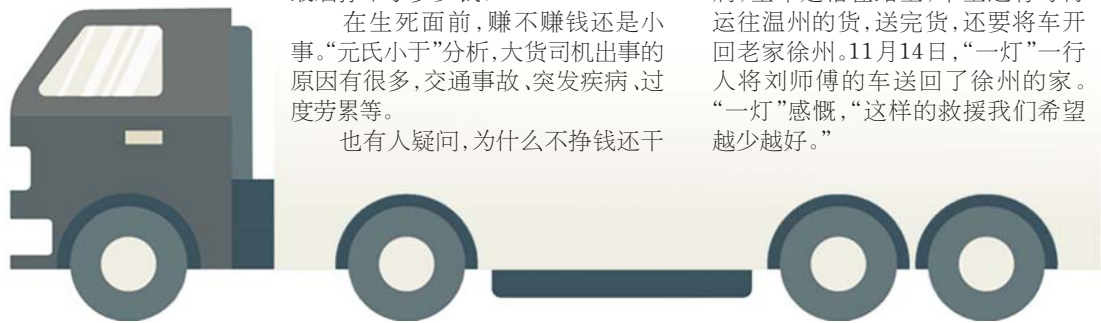 在生死面前，赚不赚钱还是小
事。“元氏小于”分析，大货司机出事的
原因有很多，交通事故、突发疾病、过
度劳累等。
也有人疑问，为什么不挣钱还干
运往温州的货，送完货，还要将车开
回老家徐州。11月14日，“一灯”一行
人将刘师傅的车送回了徐州的家。
“一灯”感慨，“这样的救援我们希望
越少越好。”